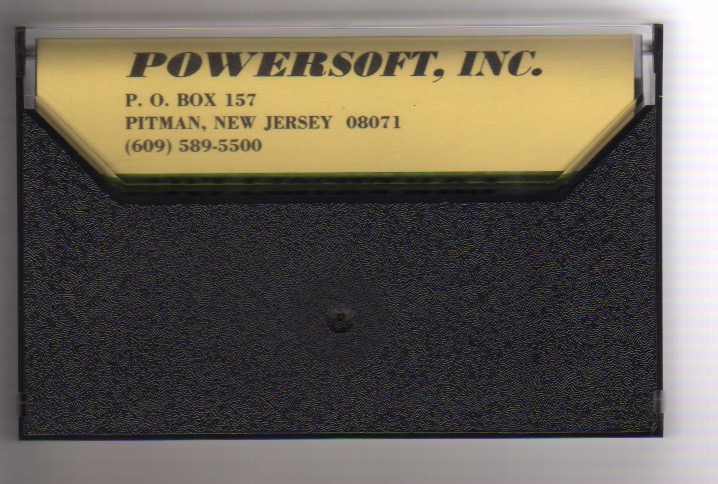 POWERSOFT, INC.
P. O. BOX 157
PITMAN, NEW JERSEY 08071
(609) 589-5500